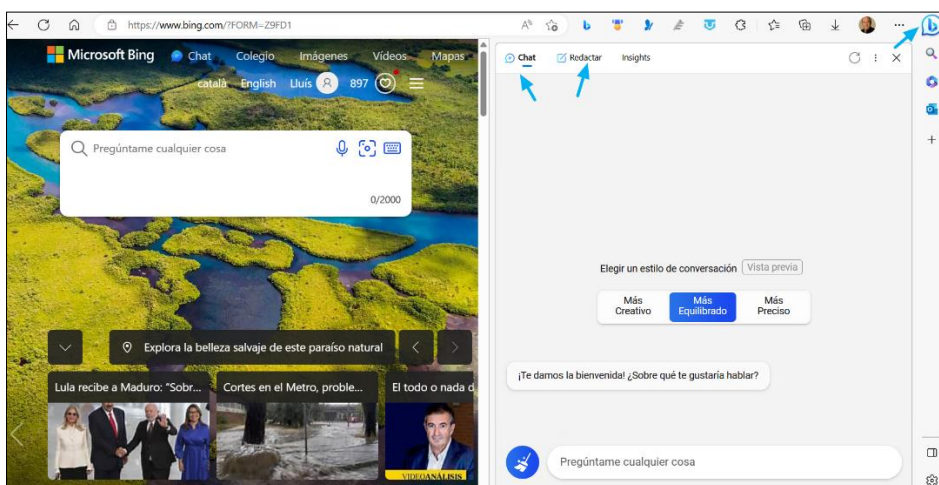 https://www.bing.com/?FORM=Z9FD1
Microsoft Bing Chat Colegio Imágenes Vídeos Mapas
català English Lluís 897
Pregúntame cualquier cosa
0/2000
Explora la belleza salvaje de este paraíso natural
Lula recibe a Maduro: "Sobr... Cortes en el Metro, proble... El todo o nada d
VIDEOANÁLISIS
Chat Redactar Insights
Elegir un estilo de conversación Vista previa
Más Creativo
Más Equilibrado
Más Preciso
¡Te damos la bienvenida! ¿Sobre qué te gustaría hablar?
Pregúntame cualquier cosa